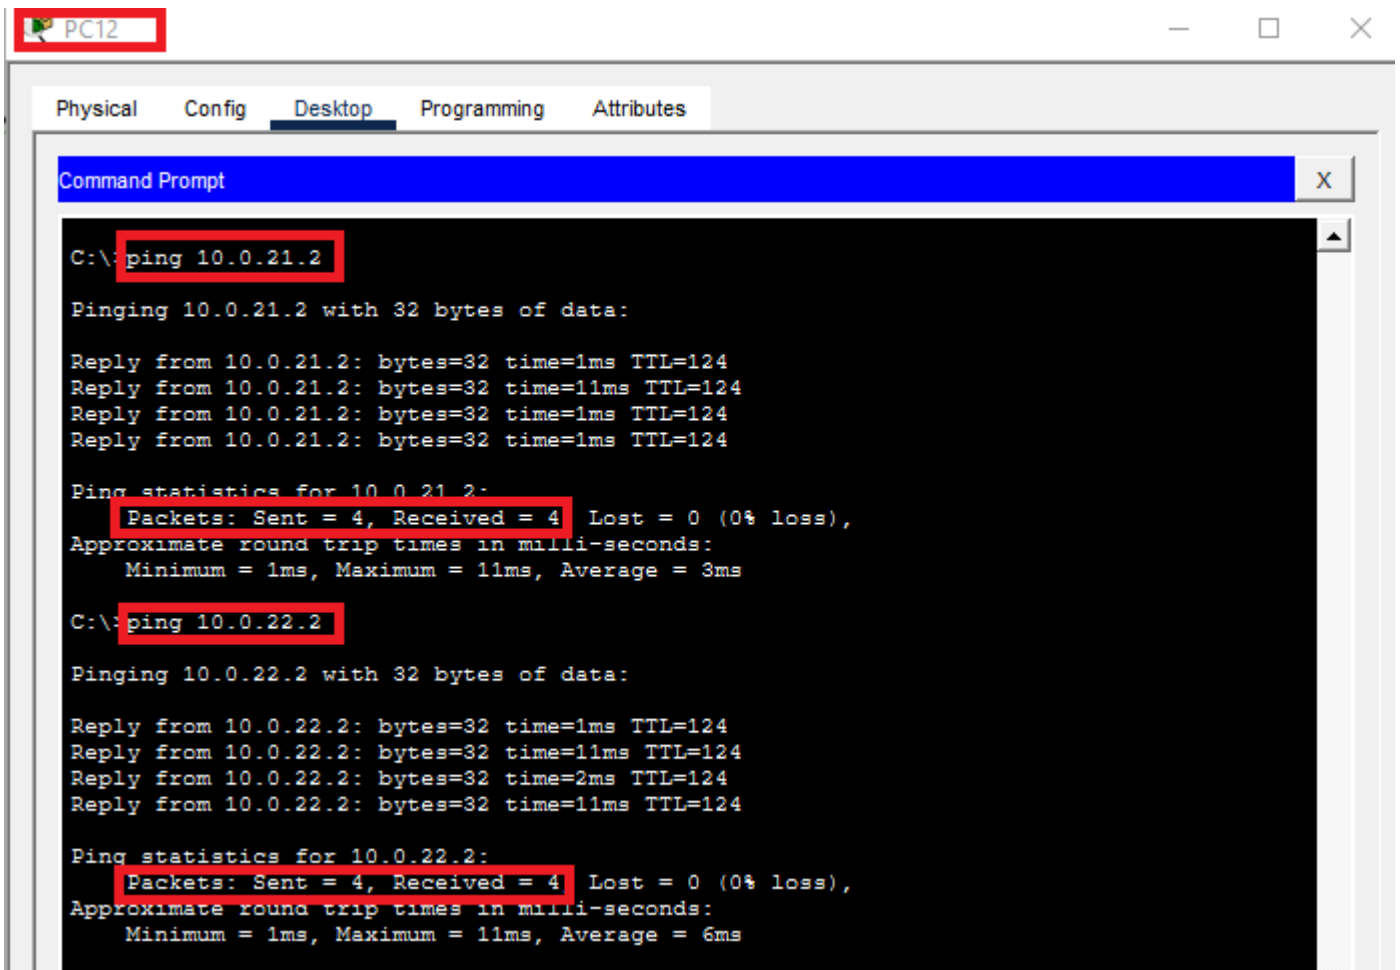 PC12
Physical Config Desktop Programming Attributes
Command Prompt X
C:\>ping 10.0.21.2
Pinging 10.0.21.2 with 32 bytes of data:
Reply from 10.0.21.2: bytes=32 time=1ms TTL=124
Reply from 10.0.21.2: bytes=32 time=11ms TTL=124
Reply from 10.0.21.2: bytes=32 time=1ms TTL=124
Reply from 10.0.21.2: bytes=32 time=1ms TTL=124
Ping statistics for 10.0.21.2:
Packets: Sent = 4, Received = 4, Lost = 0 (0% loss),
Approximate round trip times in milli-seconds:
Minimum = 1ms, Maximum = 11ms, Average = 3ms
C:\>ping 10.0.22.2
Pinging 10.0.22.2 with 32 bytes of data:
Reply from 10.0.22.2: bytes=32 time=1ms TTL=124
Reply from 10.0.22.2: bytes=32 time=11ms TTL=124
Reply from 10.0.22.2: bytes=32 time=2ms TTL=124
Reply from 10.0.22.2: bytes=32 time=11ms TTL=124
Ping statistics for 10.0.22.2:
Packets: Sent = 4, Received = 4, Lost = 0 (0% loss),
Approximate round trip times in milli-seconds:
Minimum = 1ms, Maximum = 11ms, Average = 6ms